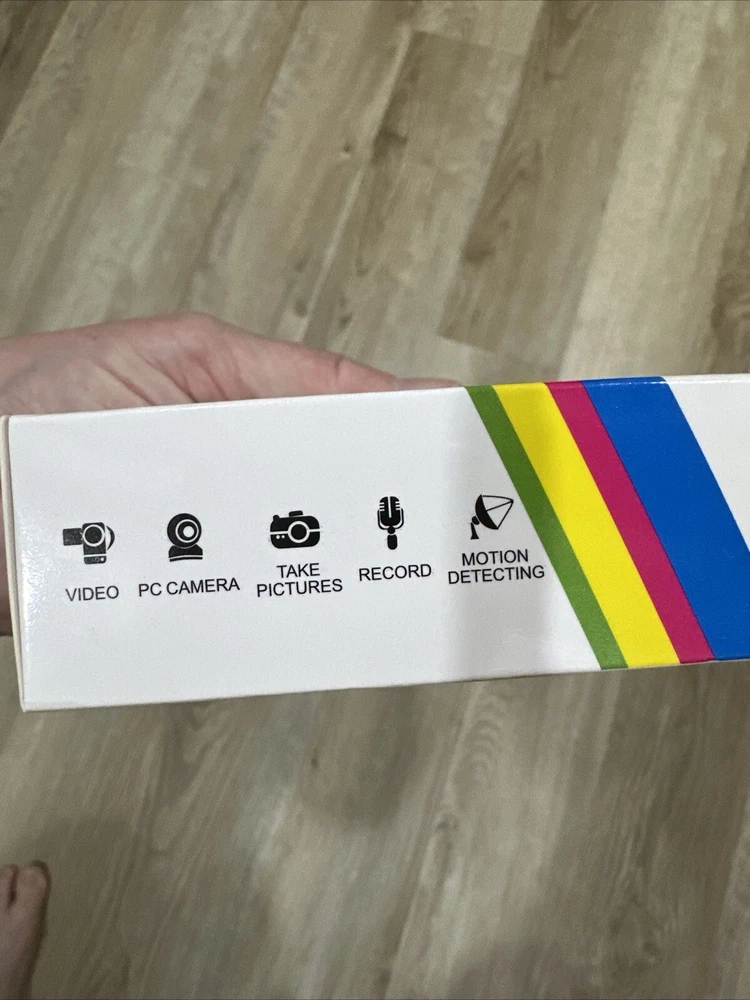 VIDEO
PC CAMERA
TAKE
PICTURES
RECORD
MOTION
DETECTING